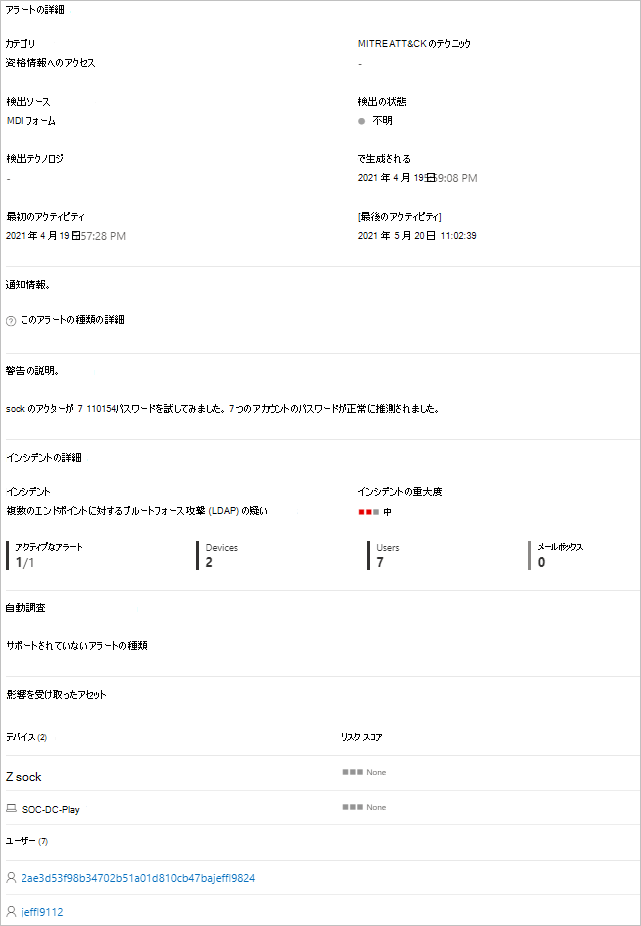 アラートの詳細
カテゴリ
MITREATT&CK のテクニック
資格情報へのアクセス
-
検出ソース
検出の状態
MDI フォーム
不明
検出テクノロジ
で生成される
-
2021 年 4 月 19日 59:08 PM
最初のアクティビティ
[最後のアクティビティ]
2021 年 4 月 19日 57:28 PM
2021 年 5 月 20日 11:02:39
通知情報。
このアラートの種類の詳細
警告の説明。
sock のアクターが 7 110154パスワードを試してみました。7つのアカウントのパスワードが正常に推測されました。
インシデントの詳細
インシデント
インシデントの重大度
複数のエンドポイントに対するブルートフォース攻撃 (LDAP) の疑い
中
アクティブなアラート
Devices
Users
メールボックス
1/1
2
7
0
自動調査
サポートされていないアラートの種類
影響を受け取ったアセット
デバイス (2)
リスク スコア
Z sock
None
SOC-DC-Play
None
ユーザー (7)
2ae3d53f98b34702b51a01d810cb47bajeffl9824
jeffl9112